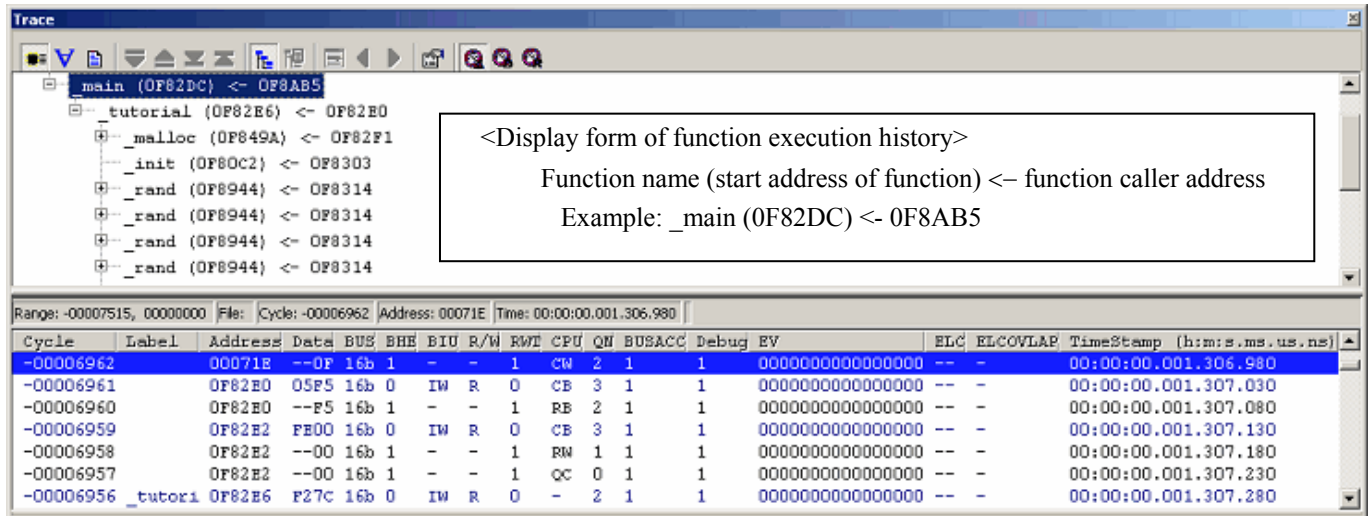 Trace
_main (0F82DC) <- 0F8AB5
_tutorial (0F82E6) <- 0F82E0
_malloc (0F849A) <- 0F82F1
_init (0F80C2) <- 0F8303
_rand (0F8944) <- 0F8314
_rand (0F8944) <- 0F8314
_rand (0F8944) <- 0F8314
_rand (0F8944) <- 0F8314
<Display form of function execution history>
Function name (start address of function) <– function caller address
Example: _main (0F82DC) <- 0F8AB5
Range: -00007515, 00000000 File: Cycle: -00006962 Address: 00071E Time: 00:00:00.001.306.980
Cycle Label Address Data BUS BHE BIU R/W RWT CPU QN BUSACC Debug EV ELC ELCOVLAP TimeStamp (h:m:s.ms.us.ns)
-00006962 00071E --0F 16b 1 - - 1 CW 2 1 1 0000000000000000 -- - 00:00:00.001.306.980
-00006961 0F82E0 05F5 16b 0 IW R 0 CB 3 1 1 0000000000000000 -- - 00:00:00.001.307.030
-00006960 0F82E0 --F5 16b 1 - - 1 RB 2 1 1 0000000000000000 -- - 00:00:00.001.307.080
-00006959 0F82E2 FE00 16b 0 IW R 0 CB 3 1 1 0000000000000000 -- - 00:00:00.001.307.130
-00006958 0F82E2 --00 16b 1 - - 1 RW 1 1 1 0000000000000000 -- - 00:00:00.001.307.180
-00006957 0F82E2 --00 16b 1 - - 1 QC 0 1 1 0000000000000000 -- - 00:00:00.001.307.230
-00006956 _tutori 0F82E6 F27C 16b 0 IW R 0 - 2 1 1 0000000000000000 -- - 00:00:00.001.307.280